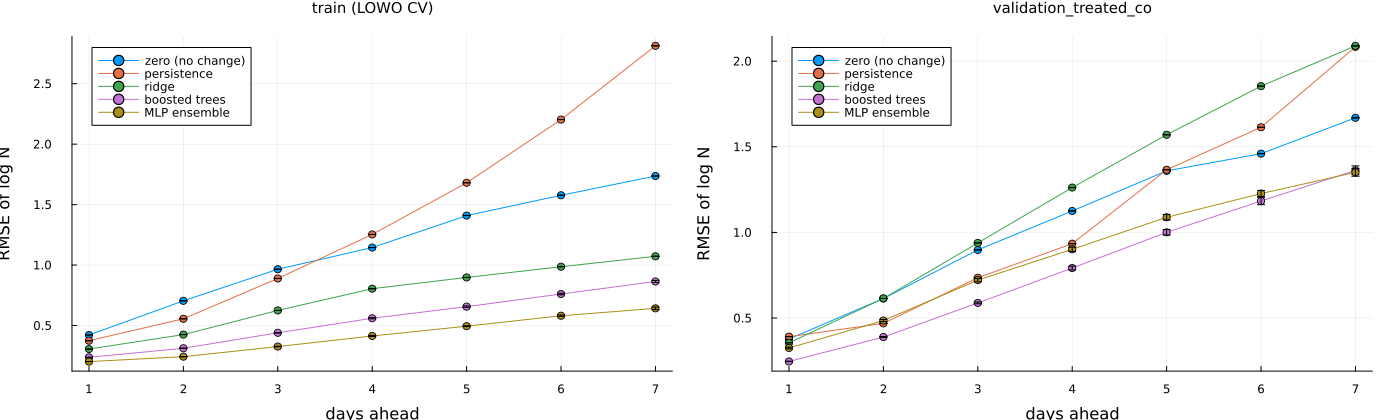 train (LOWO CV)
RMSE of log N
2.5
2.0
1.5
1.0
0.5
zero (no change)
persistence
ridge
boosted trees
MLP ensemble
1 2 3 4 5 6 7
days ahead
validation_treated_co
RMSE of log N
2.0
1.5
1.0
0.5
zero (no change)
persistence
ridge
boosted trees
MLP ensemble
1 2 3 4 5 6 7
days ahead